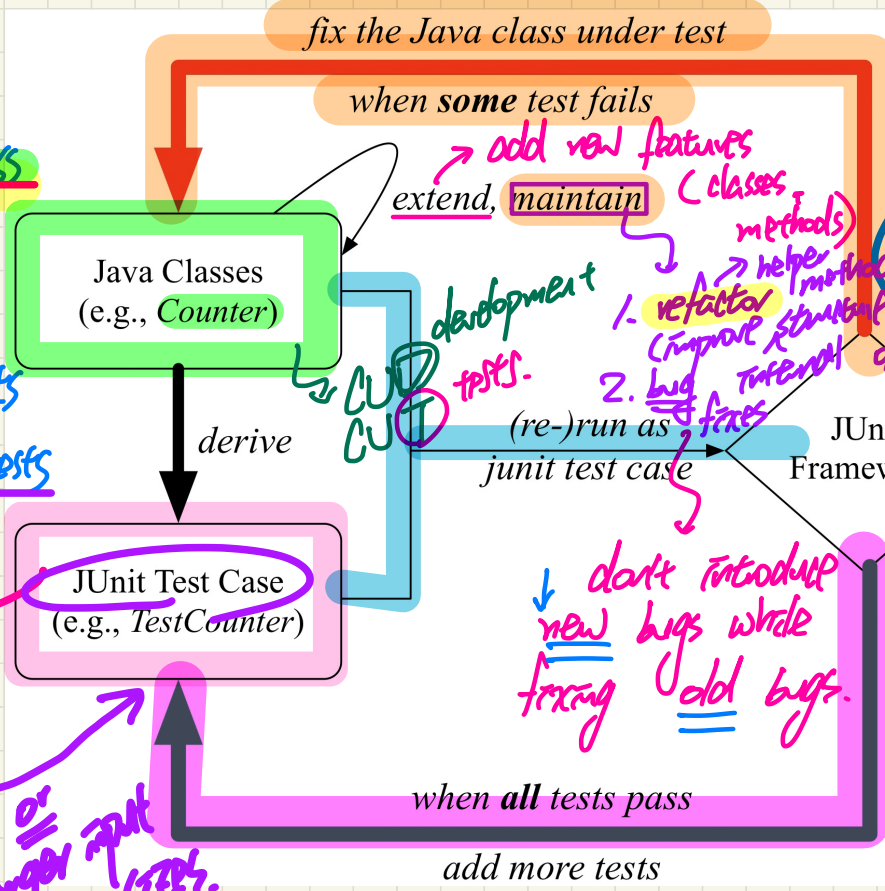 fix the Java class under test
when some test fails
add new features
(classes
methods)
extend, maintain
helper
Java Classes
(e.g., Counter)
development
1. refactor
(improve structure
internal
CUD
tests.
2. bug
fixes
CUT
derive
(re-)run as
junit test case
JUn
Framew
ests
JUnit Test Case
(e.g., TestCounter)
don't introduce
new bugs while
fixing old bugs.
when all tests pass
or
input
add more tests